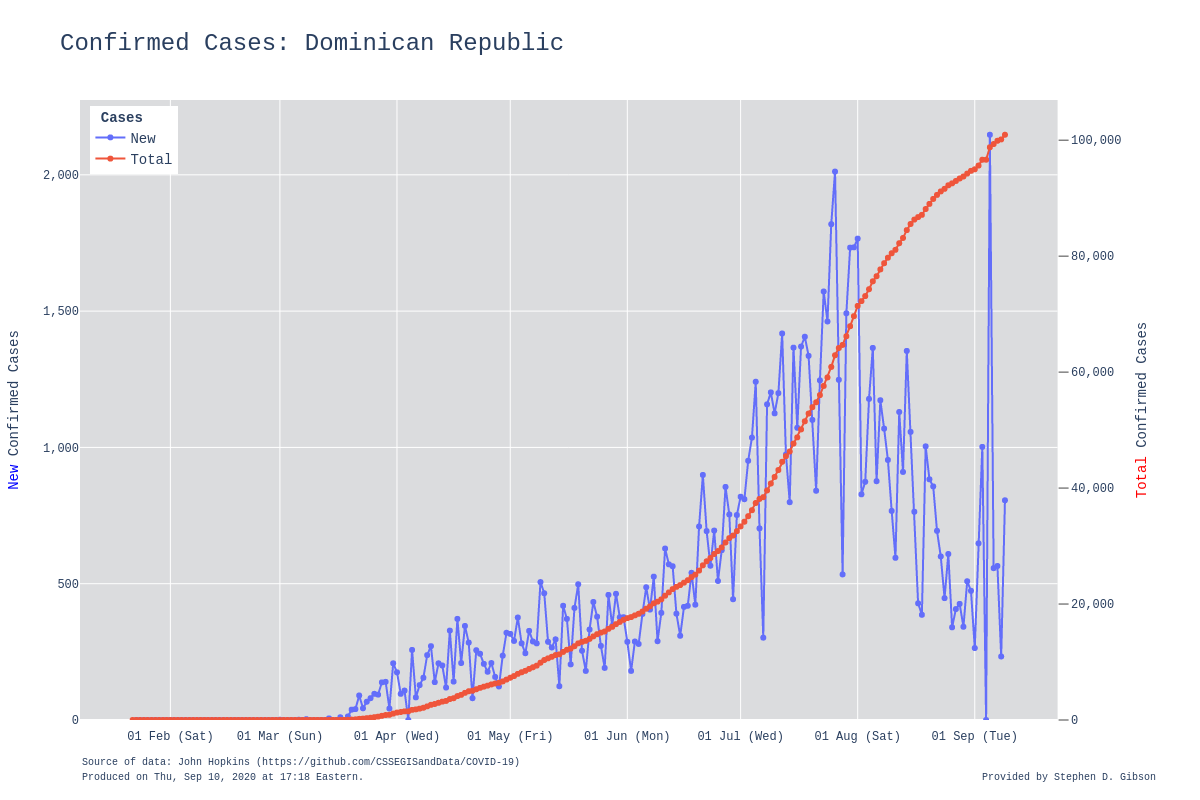 Confirmed Cases: Dominican Republic
Cases
New
Total
2,000
1,500
1,000
500
0
100,000
80,000
60,000
40,000
20,000
0
New Confirmed Cases
Total Confirmed Cases
01 Feb (Sat)
01 Mar (Sun)
01 Apr (Wed)
01 May (Fri)
01 Jun (Mon)
01 Jul (Wed)
01 Aug (Sat)
01 Sep (Tue)
Source of data: John Hopkins (https://github.com/CSSEGISandData/COVID-19)
Produced on Thu, Sep 10, 2020 at 17:18 Eastern.
Provided by Stephen D. Gibson